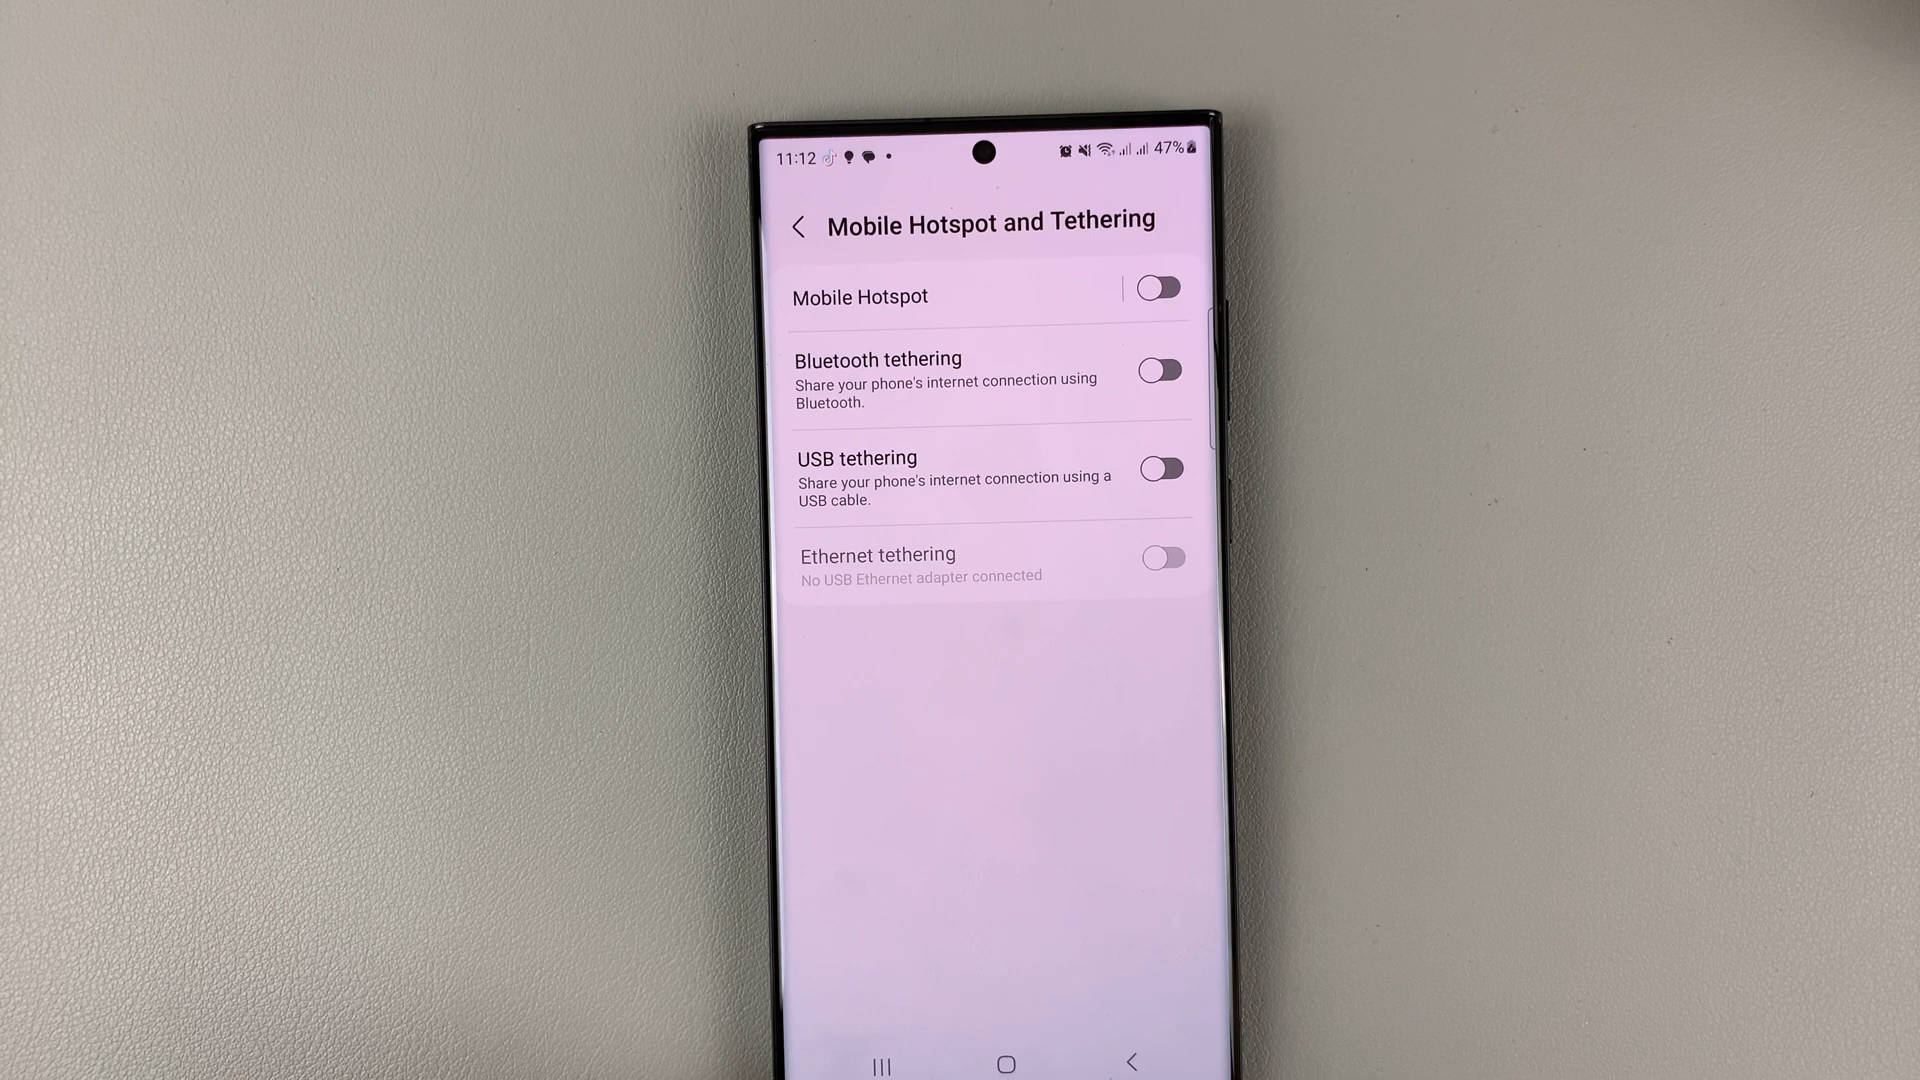 11:12 47%
Mobile Hotspot and Tethering
Mobile Hotspot
Bluetooth tethering
Share your phone's internet connection using
Bluetooth.
USB tethering
Share your phone's internet connection using a
USB cable.
Ethernet tethering
No USB Ethernet adapter connected